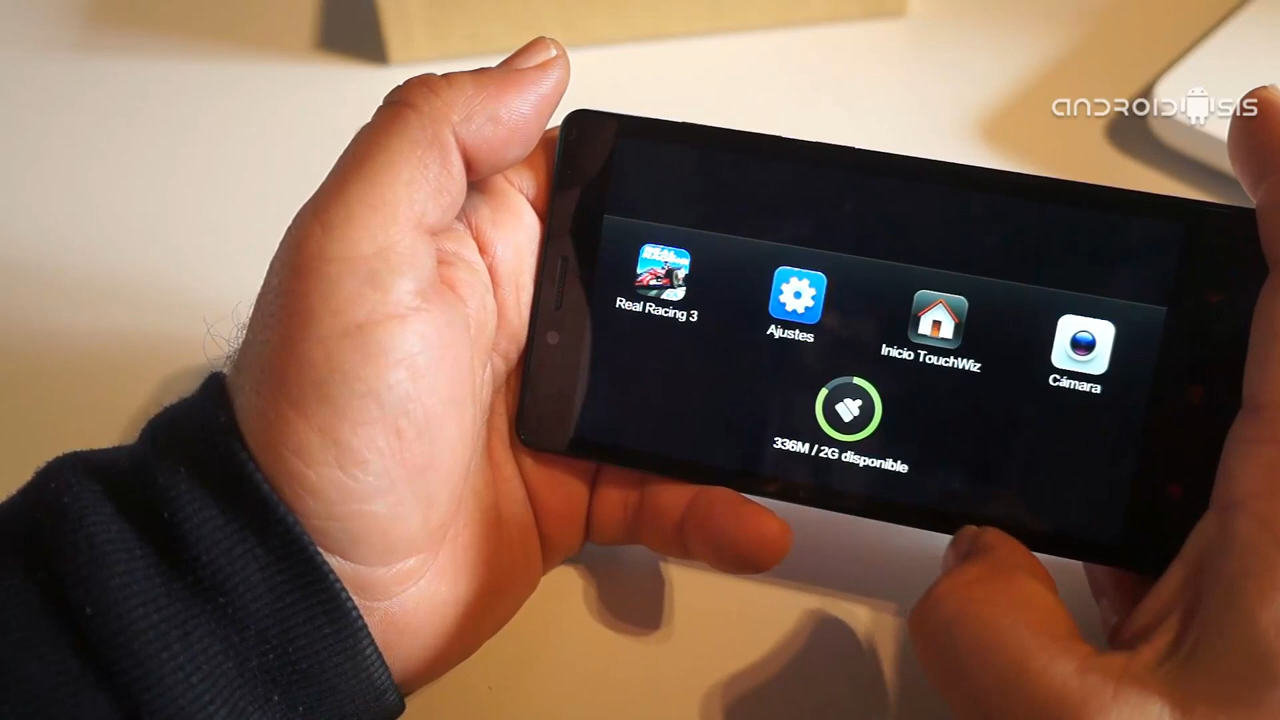 ANDROIDSIS
Real Racing 3
Ajustes
Inicio TouchWiz
Cámara
336M / 2G disponible